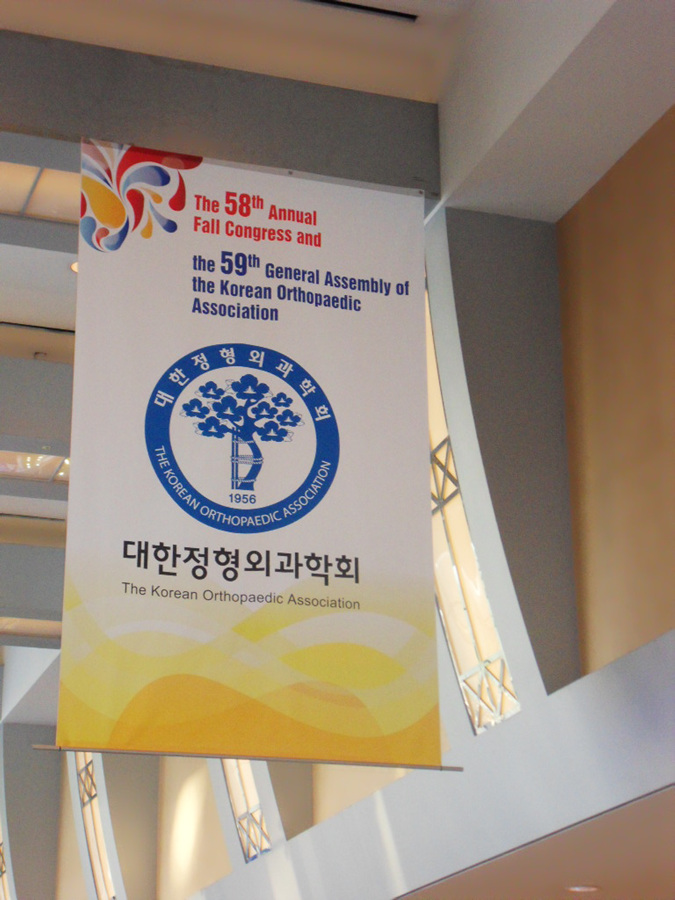 The 58th Annual
Fall Congress and
the 59th General Assembly of
the Korean Orthopaedic
Association
대한정형외과학회
1956
THE KOREAN ORTHOPAEDIC ASSOCIATION
대한정형외과학회
The Korean Orthopaedic Association